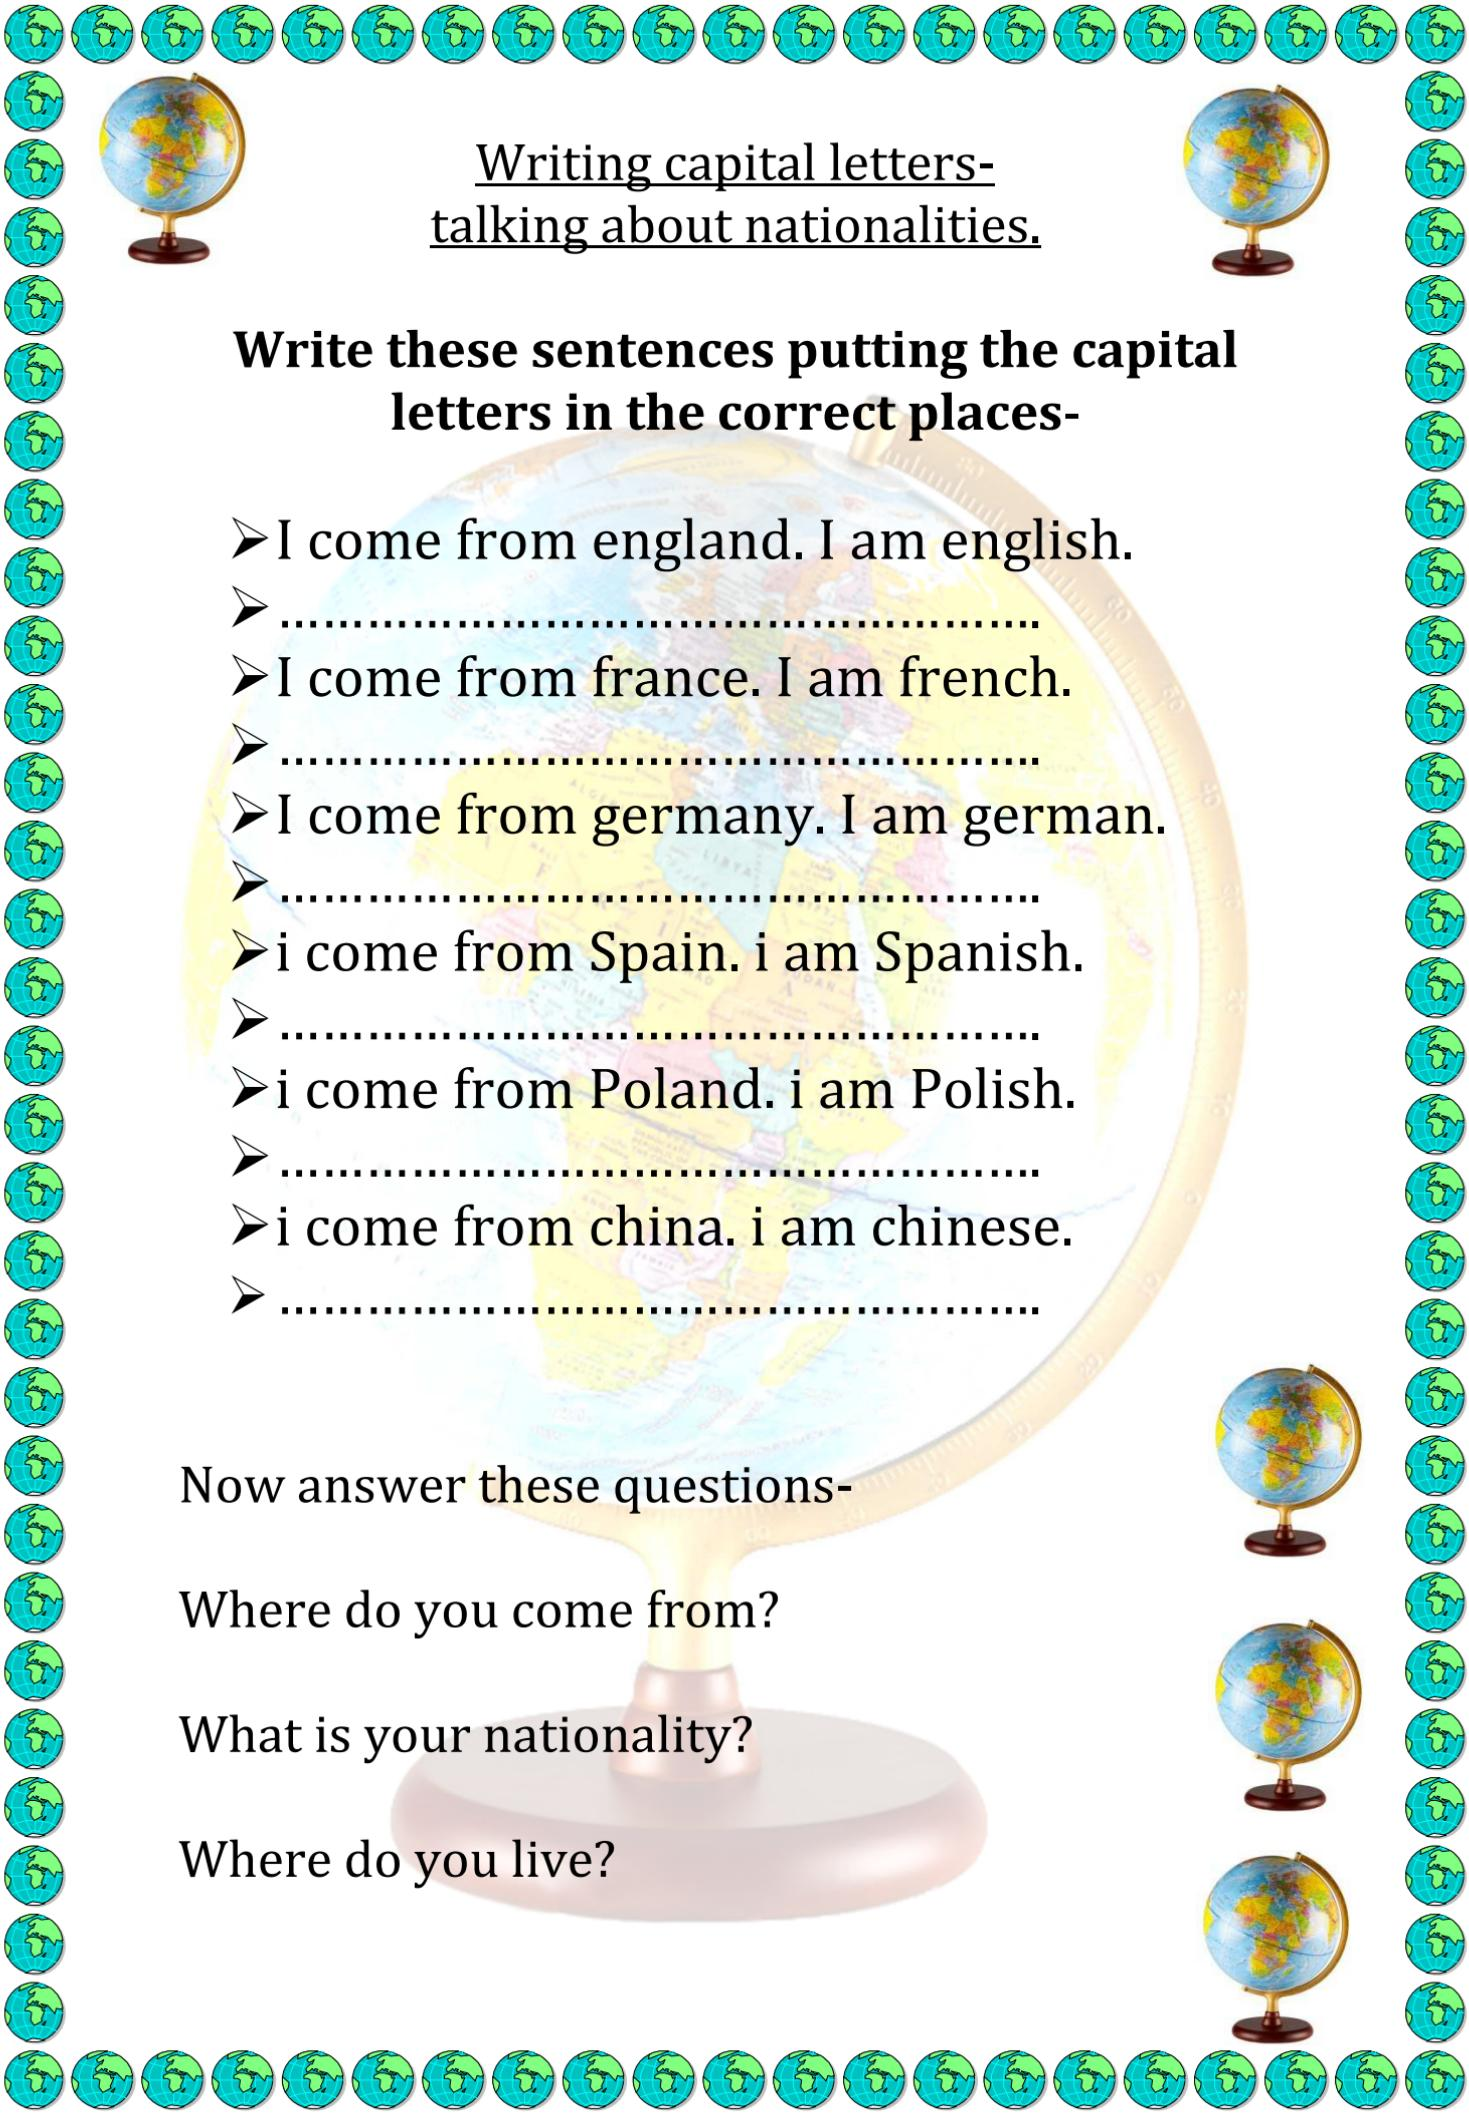 Writing capital letters-
talking about nationalities.
Write these sentences putting the capital
letters in the correct places-
➢I come from england. I am english.
➢……………………………………………….
➢I come from france. I am french.
➢……………………………………………….
➢I come from germany. I am german.
➢……………………………………………….
➢i come from Spain. i am Spanish.
➢……………………………………………….
➢i come from Poland. i am Polish.
➢……………………………………………….
➢i come from china. i am chinese.
➢……………………………………………….
Now answer these questions-
Where do you come from?
What is your nationality?
Where do you live?